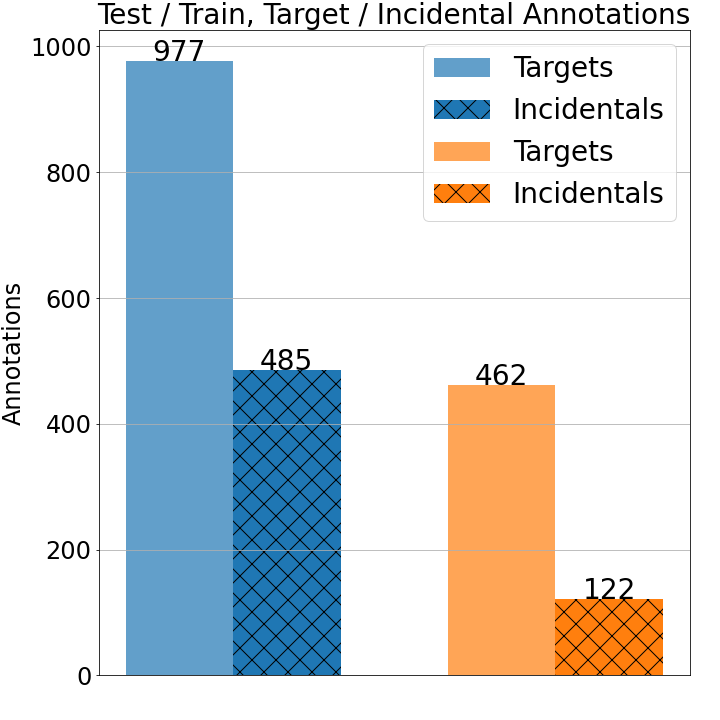 Test / Train, Target / Incidental Annotations
Annotations
1000
800
600
400
200
0
977
485
462
122
Targets
Incidentals
Targets
Incidentals